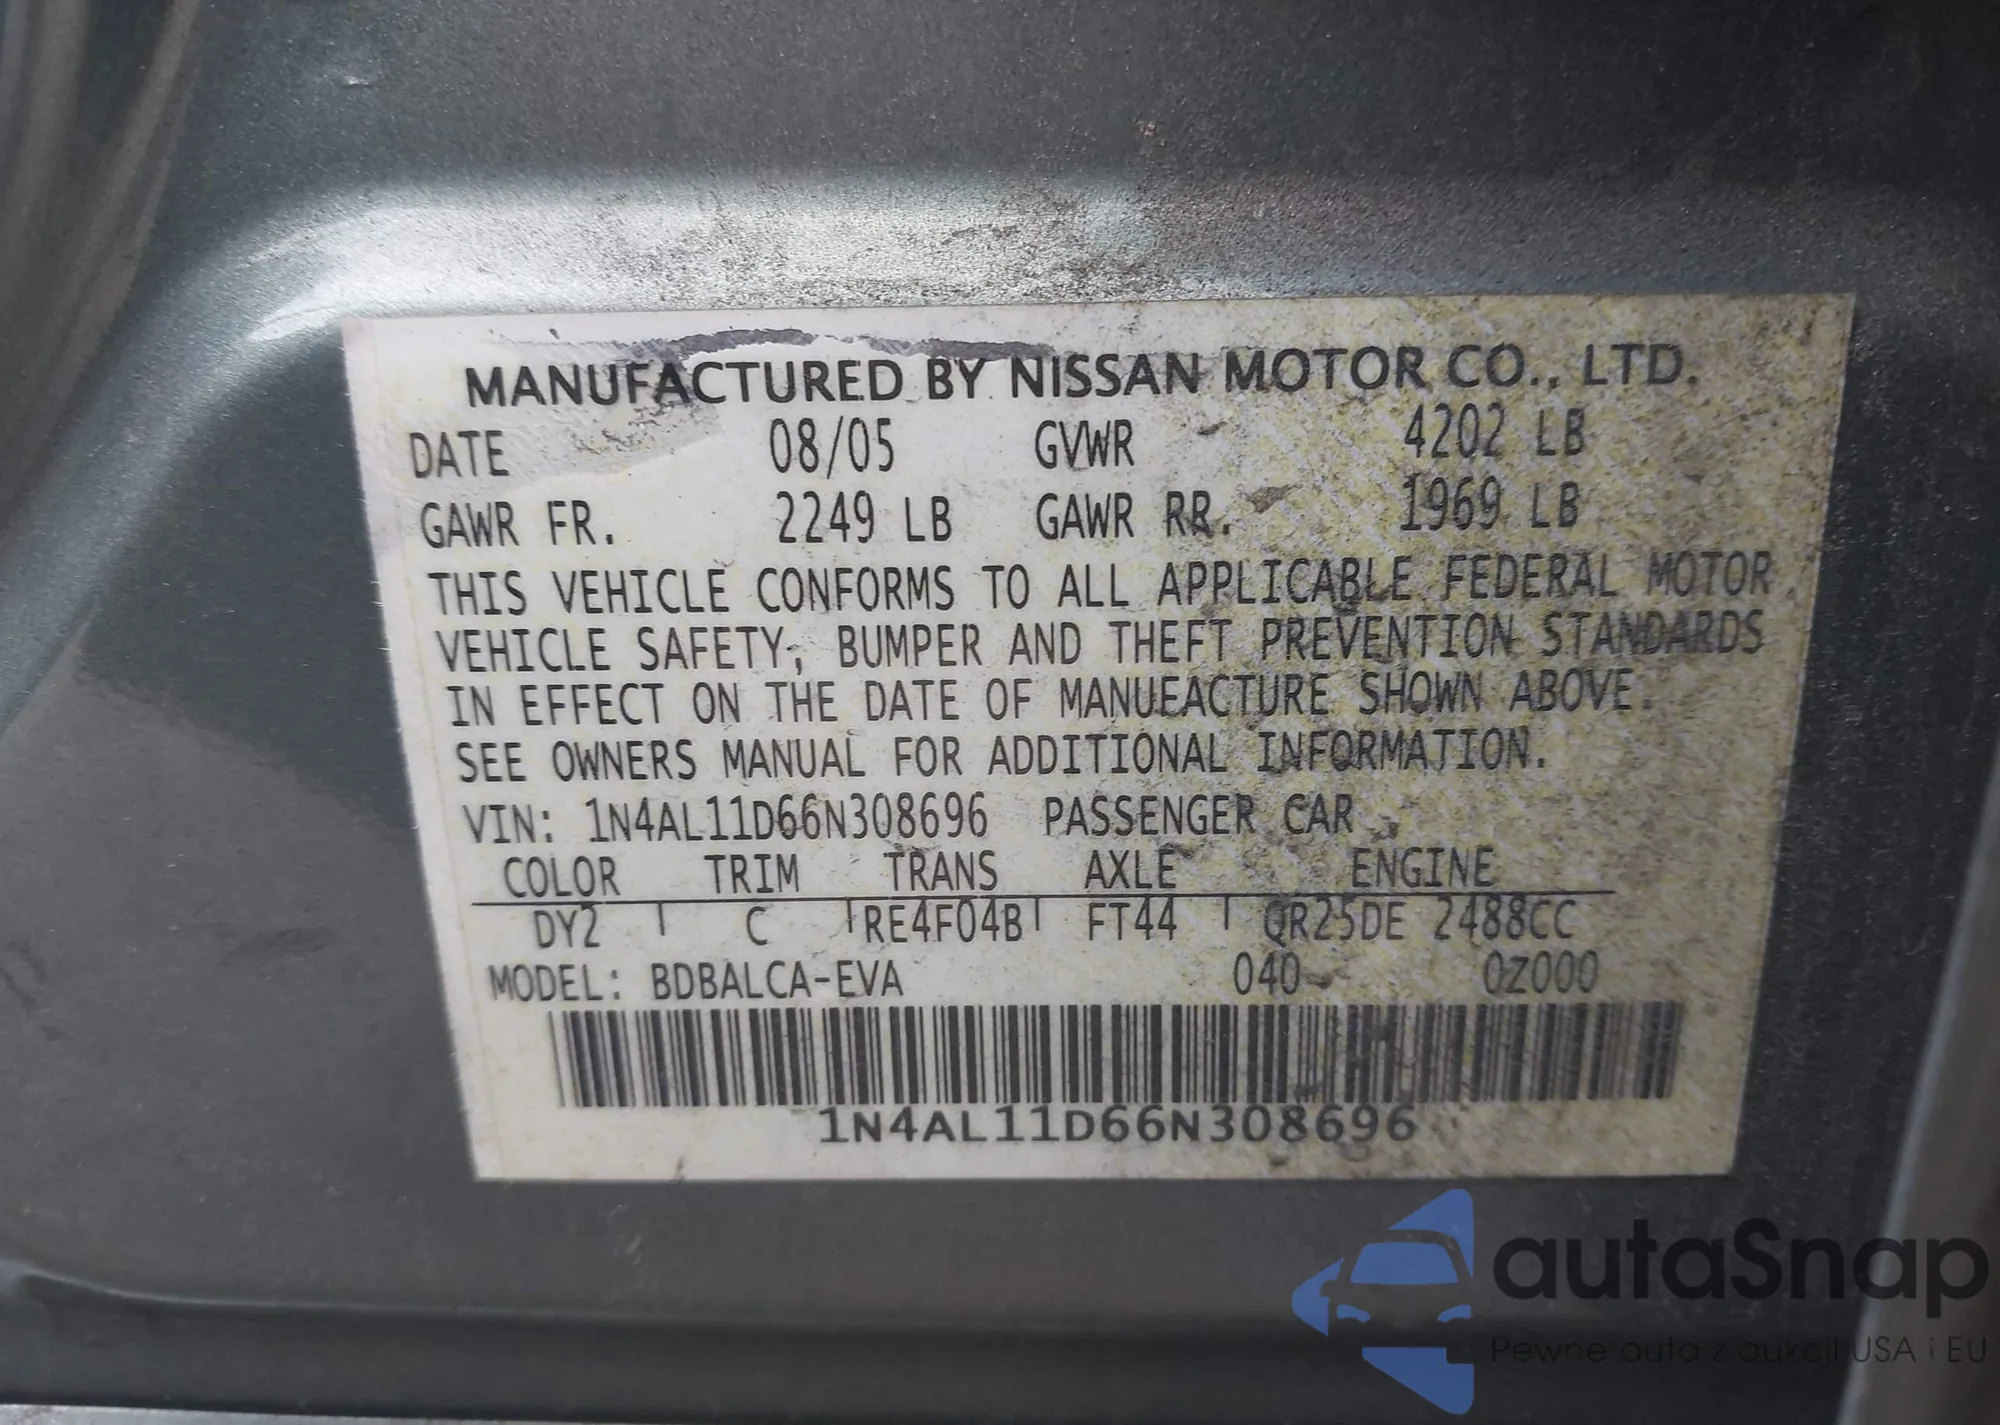 MANUFACTURED BY NISSAN MOTOR CO., LTD.
DATE 08/05 GVWR 4202 LB
GAWR FR. 2249 LB GAWR RR. 1969 LB
THIS VEHICLE CONFORMS TO ALL APPLICABLE FEDERAL MOTOR
VEHICLE SAFETY, BUMPER AND THEFT PREVENTION STANDARDS
IN EFFECT ON THE DATE OF MANUFACTURE SHOWN ABOVE.
SEE OWNERS MANUAL FOR ADDITIONAL INFORMATION.
VIN: 1N4AL11D66N308696 PASSENGER CAR
COLOR TRIM TRANS AXLE ENGINE
DY2 C RE4F04B FT44 QR25DE 2488CC
MODEL: BDBALCA-EVA 040 0Z000
1N4AL11D66N308696
autaSnap
Pewne auta z aukcji USA i EU